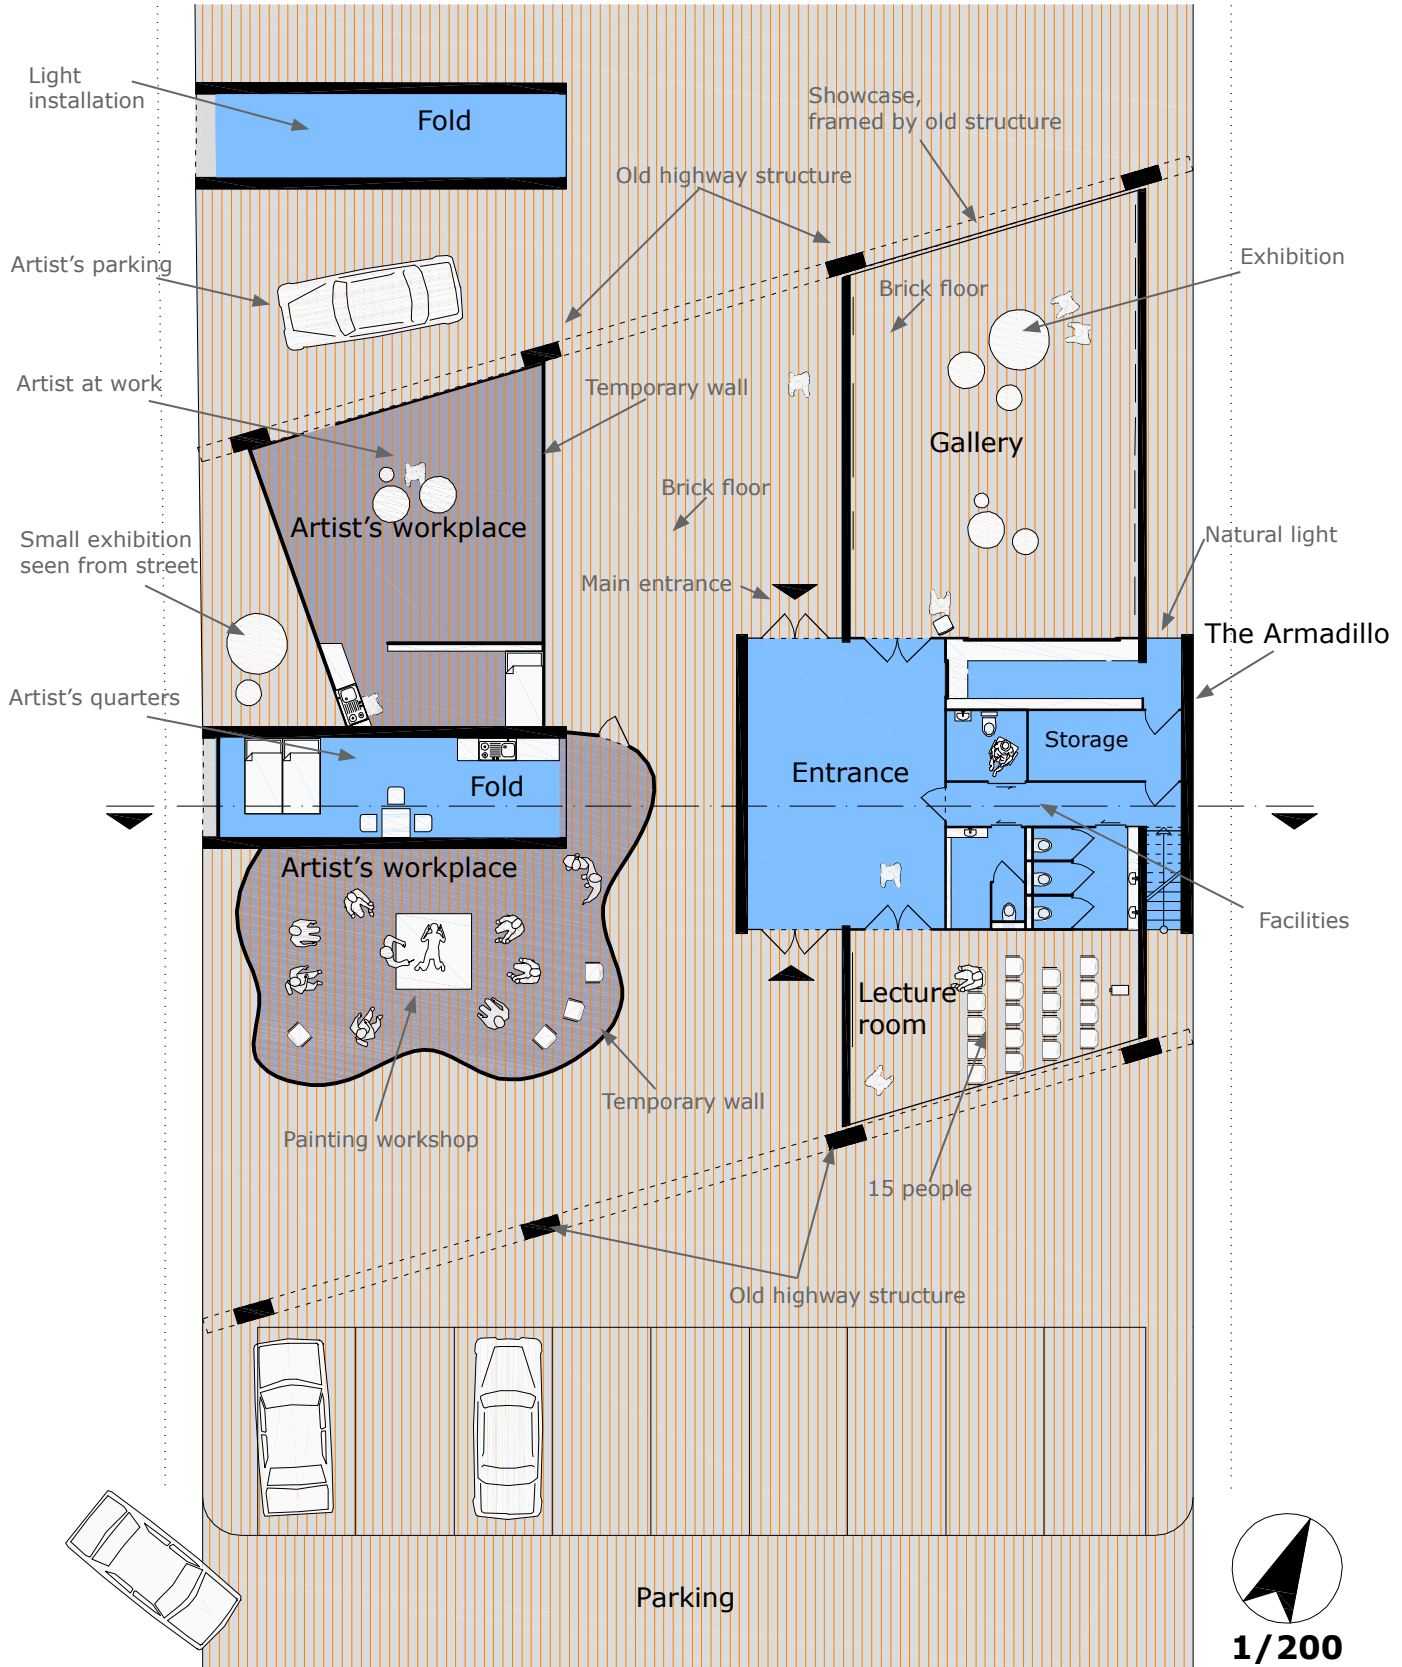 Light
installation
Fold
Showcase,
framed by old structure
Old highway structure
Artist's parking
Exhibition
Brick floor
Artist at work
Temporary wall
Gallery
Brick floor
Artist's workplace
Small exhibition
seen from street
Natural light
Main entrance
The Armadillo
Artist's quarters
Storage
Entrance
Fold
Artist's workplace
Facilities
Lecture
room
Temporary wall
Painting workshop
15 people
Old highway structure
Parking
1/200